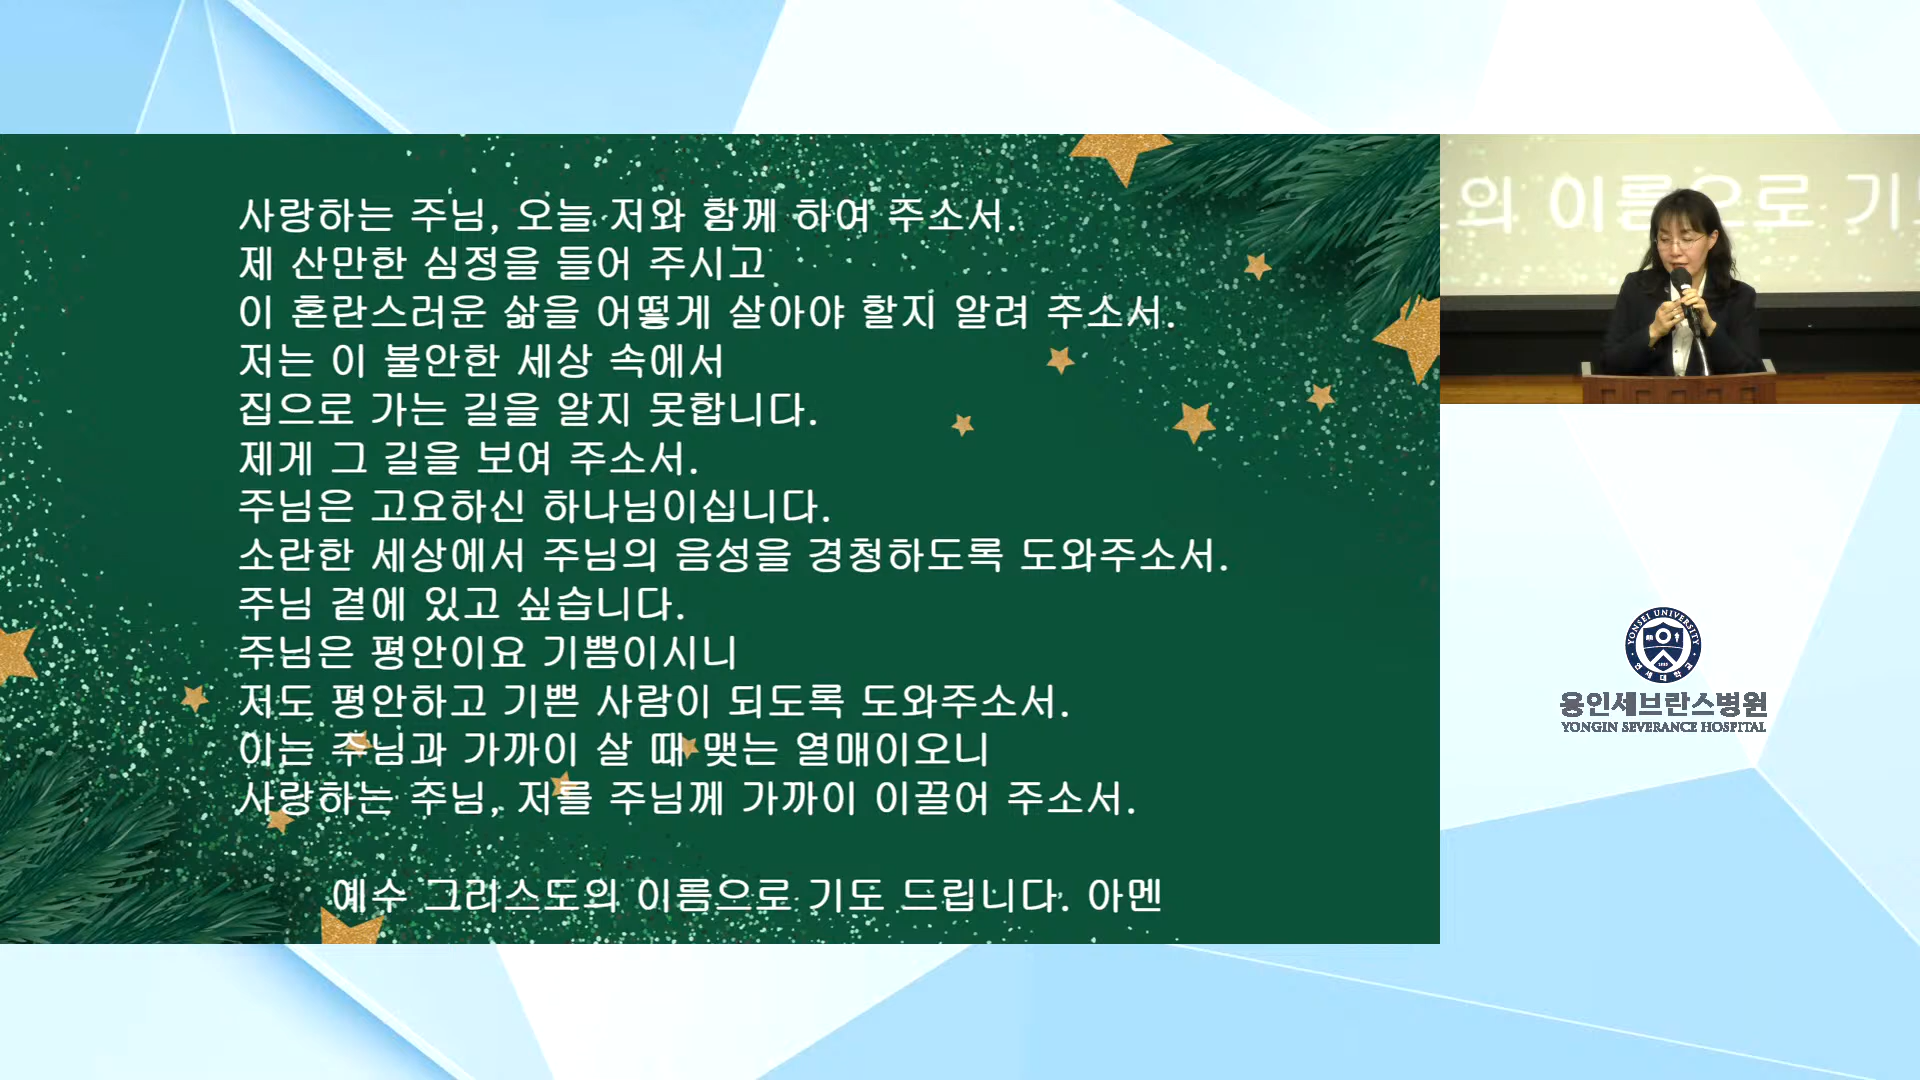 사랑하는 주님, 오늘 저와 함께 하여 주소서.
제 산만한 심정을 들어 주시고
이 혼란스러운 삶을 어떻게 살아야 할지 알려 주소서.
저는 이 불안한 세상 속에서
집으로 가는 길을 알지 못합니다.
제게 그 길을 보여 주소서.
주님은 고요하신 하나님이십니다.
소란한 세상에서 주님의 음성을 경청하도록 도와주소서.
주님 곁에 있고 싶습니다.
주님은 평안이요 기쁨이시니
저도 평안하고 기쁜 사람이 되도록 도와주소서.
이는 주님과 가까이 살 때 맺는 열매이오니
사랑하는 주님, 저를 주님께 가까이 이끌어 주소서.
예수 그리스도의 이름으로 기도 드립니다. 아멘
의 이름으로 기
YONSEI UNIVERSITY
연세대학교
용인세브란스병원
YONGIN SEVERANCE HOSPITAL